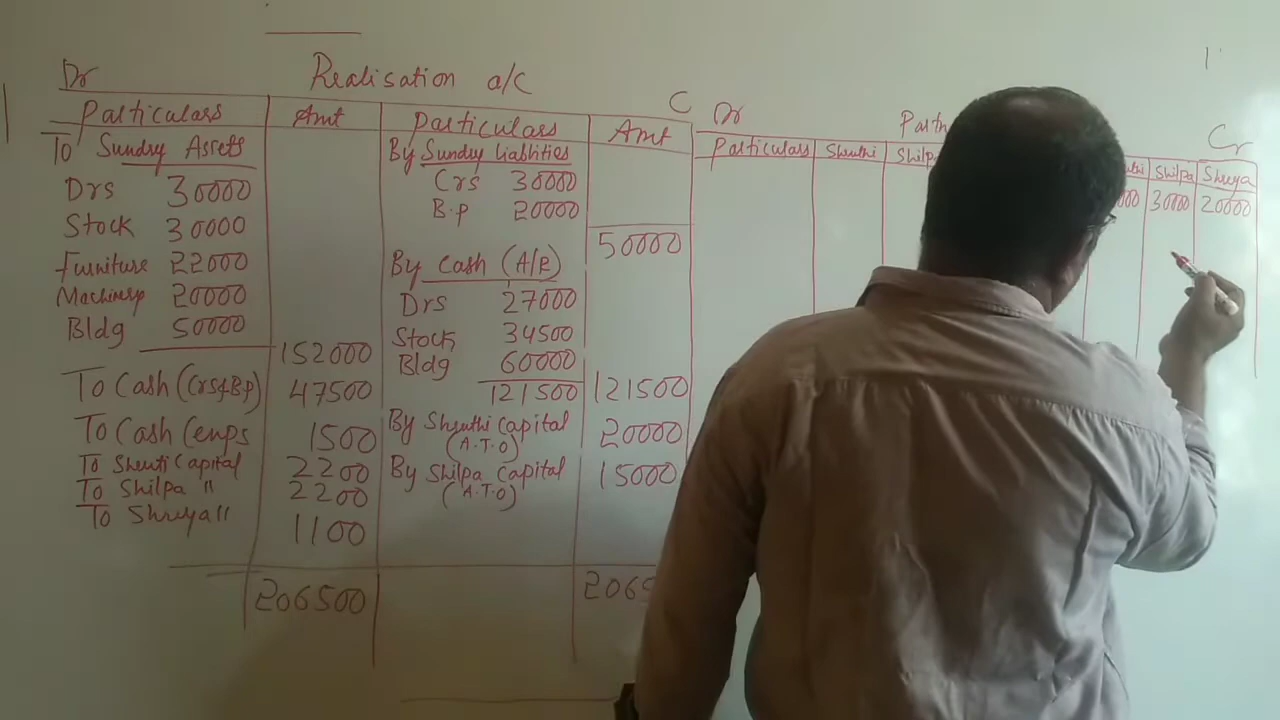 Dr Realisation a/c
Particulars Amt Particulars Amt
To Sundry Assets
Drs 30000
Stock 30000
Furniture 22000
Machinery 20000
Bldg 50000
152000
To Cash (Crs&Bp) 47500
To Cash (enps 1500
To Shruti Capital 2200
To Shilpa " 2200
To Shreya " 1100
206500
By Sundry Liablities
Crs 30000
B.p 20000
50000
By Cash (A/R)
Drs 27000
Stock 34500
Bldg 60000
121500 121500
By Shruthi Capital 20000
(A.T.O)
By Shilpa Capital 15000
(A.T.O)
C
Dr Cr
Particulars Shruthi Shilpa Shreya
30000 20000